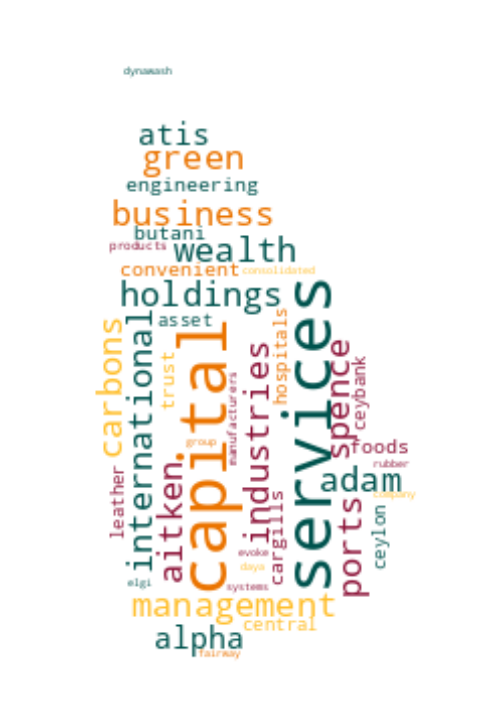 dynawash
atis
green
engineering
business
butani
products
wealth
convenient
consolidated
holdings
services
asset
hospitals
international
carbons
capital
trust
industries
spence
ceybank
manufacturers
group
foods
aitken
leather
rubber
adam
company
cargills
ports
ceylon
evoke
daya
elgi
systems
management
central
alpha
fairway